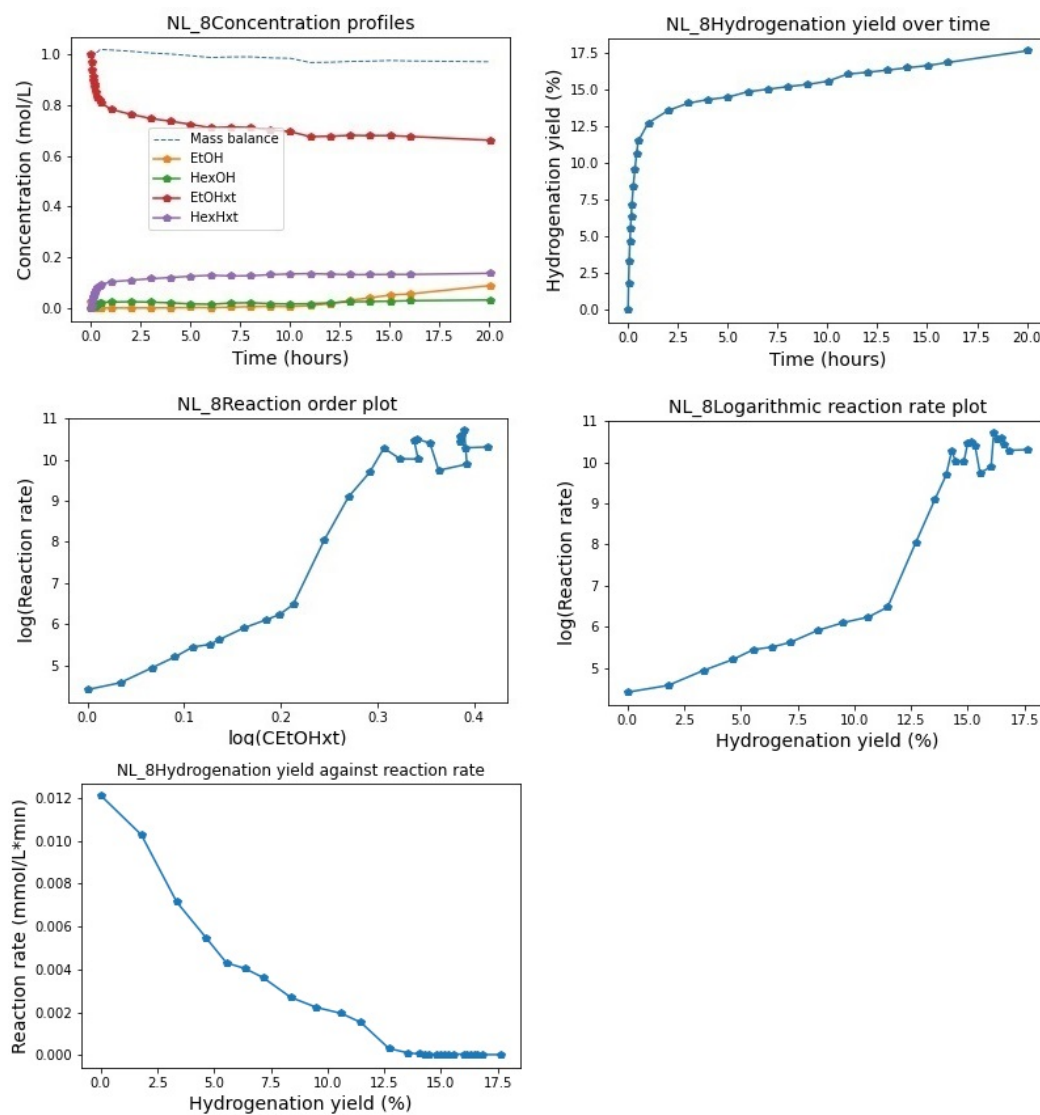 NL_8Concentration profiles
Concentration (mol/L)
1.0
0.8
0.6
0.4
0.2
0.0
Mass balance
EtOH
HexOH
EtOHxt
HexHxt
0.0 2.5 5.0 7.5 10.0 12.5 15.0 17.5 20.0
Time (hours)
NL_8Hydrogenation yield over time
Hydrogenation yield (%)
17.5
15.0
12.5
10.0
7.5
5.0
2.5
0.0
0.0 2.5 5.0 7.5 10.0 12.5 15.0 17.5 20.0
Time (hours)
NL_8Reaction order plot
log(Reaction rate)
11
10
9
8
7
6
5
0.0 0.1 0.2 0.3 0.4
log(CEtOHxt)
NL_8Logarithmic reaction rate plot
log(Reaction rate)
11
10
9
8
7
6
5
0.0 2.5 5.0 7.5 10.0 12.5 15.0 17.5
Hydrogenation yield (%)
NL_8Hydrogenation yield against reaction rate
Reaction rate (mmol/L*min)
0.012
0.010
0.008
0.006
0.004
0.002
0.000
0.0 2.5 5.0 7.5 10.0 12.5 15.0 17.5
Hydrogenation yield (%)